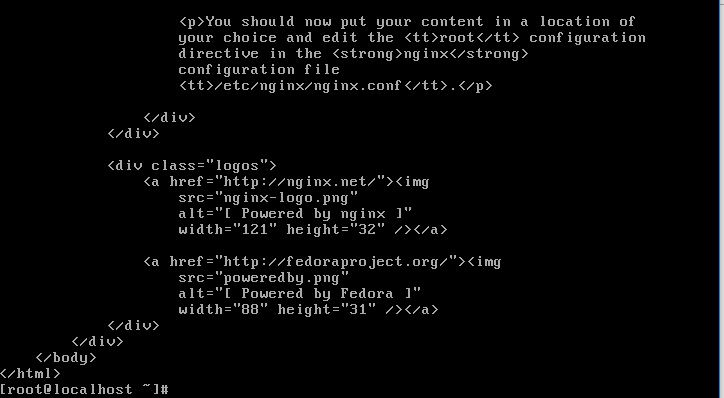 <p>You should now put your content in a location of
your choice and edit the <tt>root</tt> configuration
directive in the <strong>nginx</strong>
configuration file
<tt>/etc/nginx/nginx.conf</tt>.</p>
</div>
</div>
<div class="logos">
<a href="http://nginx.net/"><img
src="nginx-logo.png"
alt="[ Powered by nginx ]"
width="121" height="32" /></a>
<a href="http://fedoraproject.org/"><img
src="poweredby.png"
alt="[ Powered by Fedora ]"
width="88" height="31" /></a>
</div>
</div>
</body>
</html>
[root@localhost ~]#